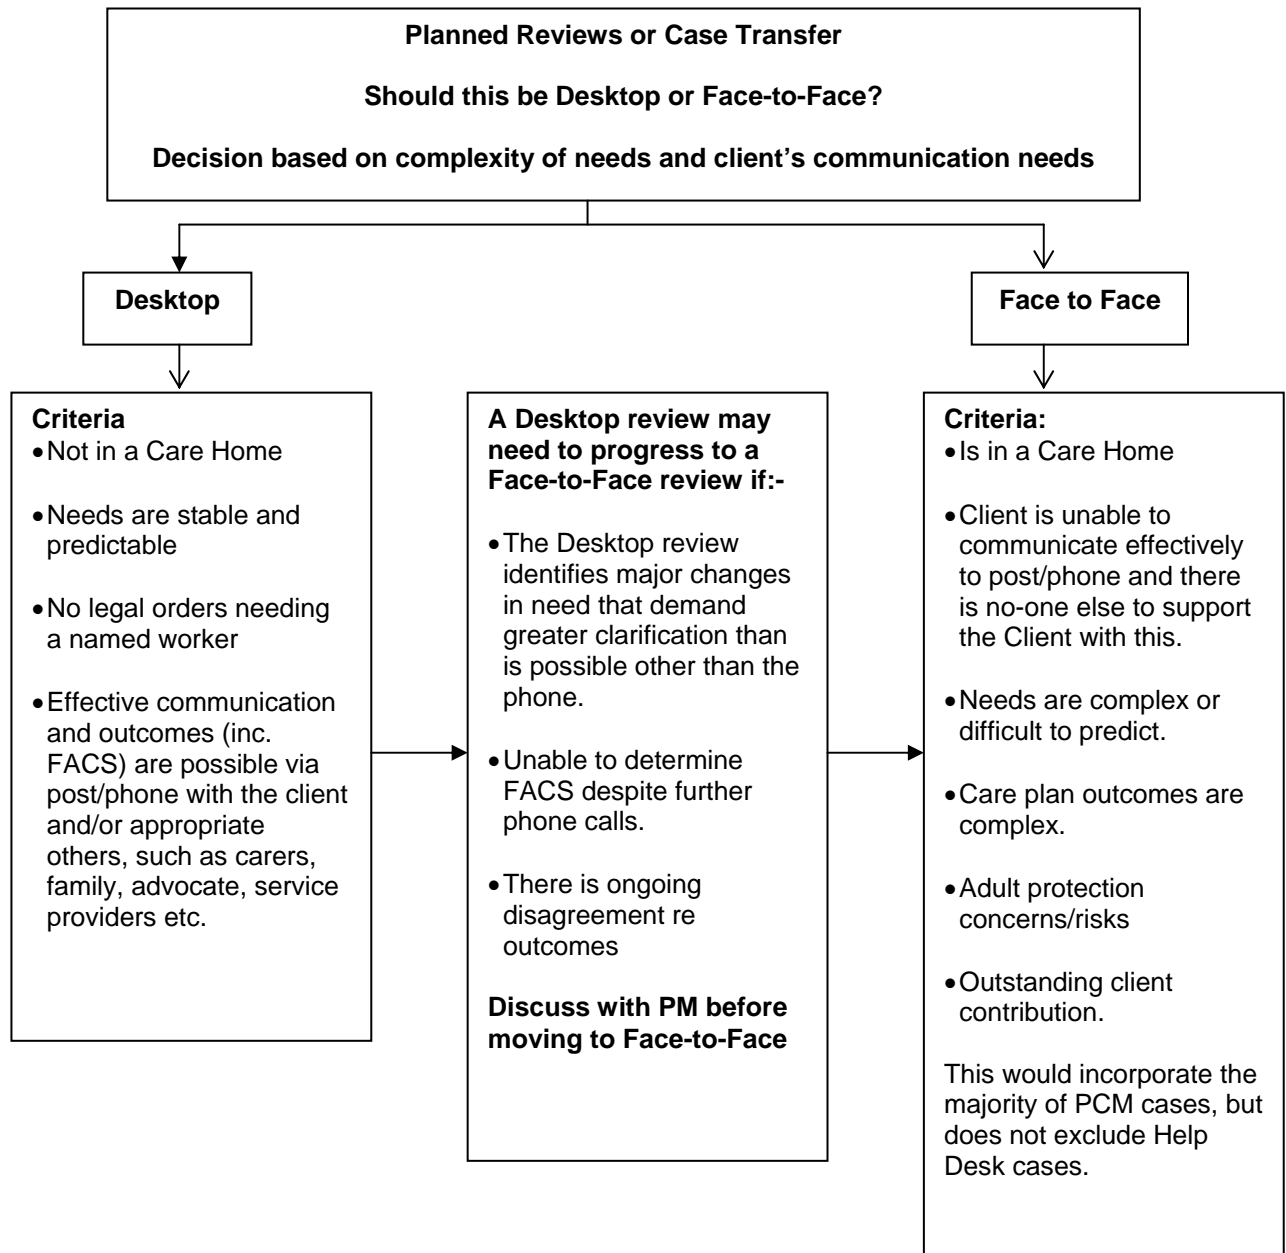 Planned Reviews or Case Transfer
Should this be Desktop or Face-to-Face?
Decision based on complexity of needs and client’s communication needs
Desktop
Face to Face
Criteria
•Not in a Care Home
•Needs are stable and
predictable
•No legal orders needing
a named worker
•Effective communication
and outcomes (inc.
FACS) are possible via
post/phone with the client
and/or appropriate
others, such as carers,
family, advocate, service
providers etc.
A Desktop review may
need to progress to a
Face-to-Face review if:-
•The Desktop review
identifies major changes
in need that demand
greater clarification than
is possible other than the
phone.
•Unable to determine
FACS despite further
phone calls.
•There is ongoing
disagreement re
outcomes
Discuss with PM before
moving to Face-to-Face
Criteria:
•Is in a Care Home
•Client is unable to
communicate effectively
to post/phone and there
is no-one else to support
the Client with this.
•Needs are complex or
difficult to predict.
•Care plan outcomes are
complex.
•Adult protection
concerns/risks
•Outstanding client
contribution.
This would incorporate the
majority of PCM cases, but
does not exclude Help
Desk cases.